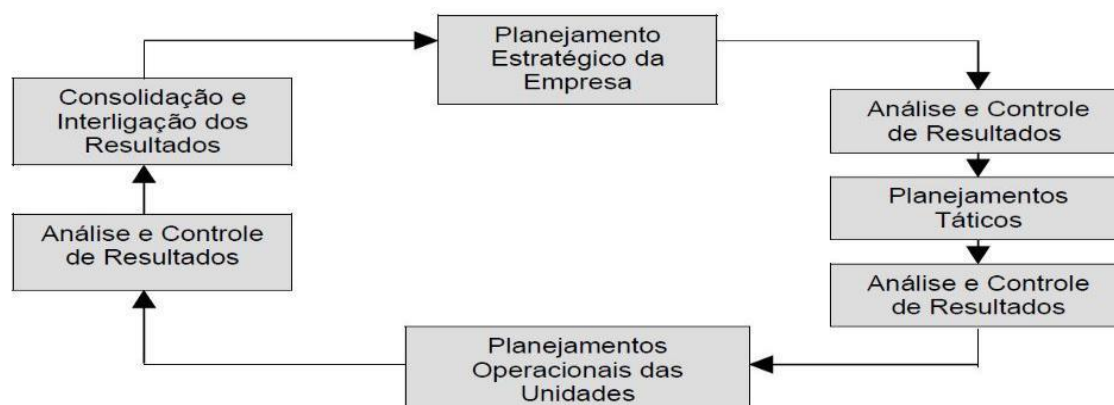 Planejamento
Estratégico da
Empresa
Consolidação e
Interligação dos
Resultados
Análise e Controle
de Resultados
Planejamentos
Táticos
Análise e Controle
de Resultados
Análise e Controle
de Resultados
Planejamentos
Operacionais das
Unidades